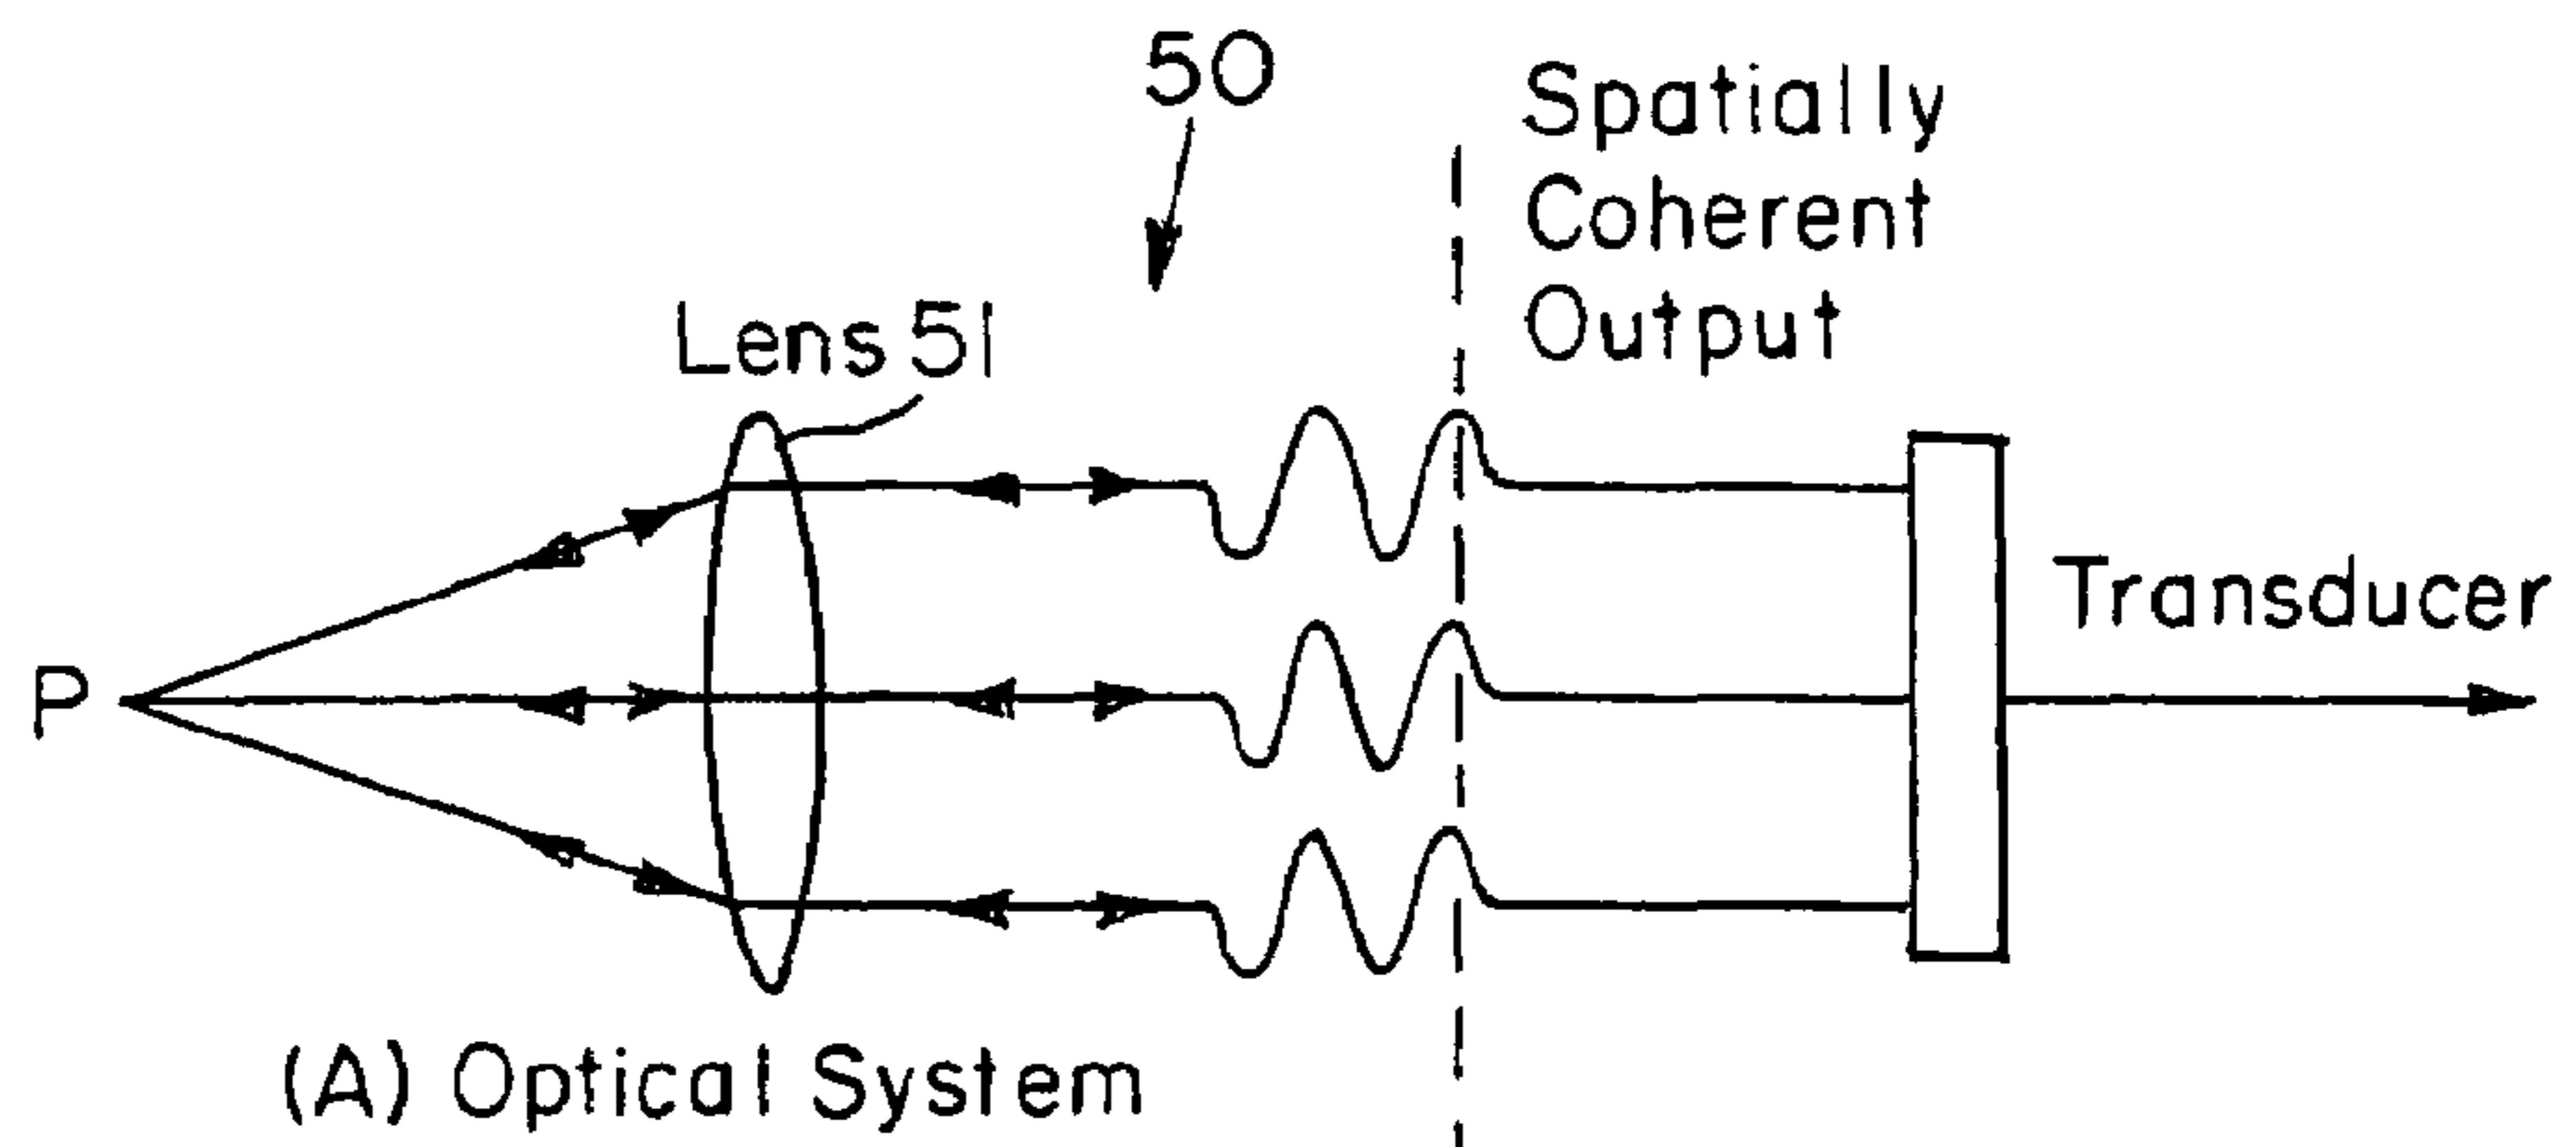 50
Spatially
Coherent
Output
Lens 51
P
Transducer
(A) Optical System